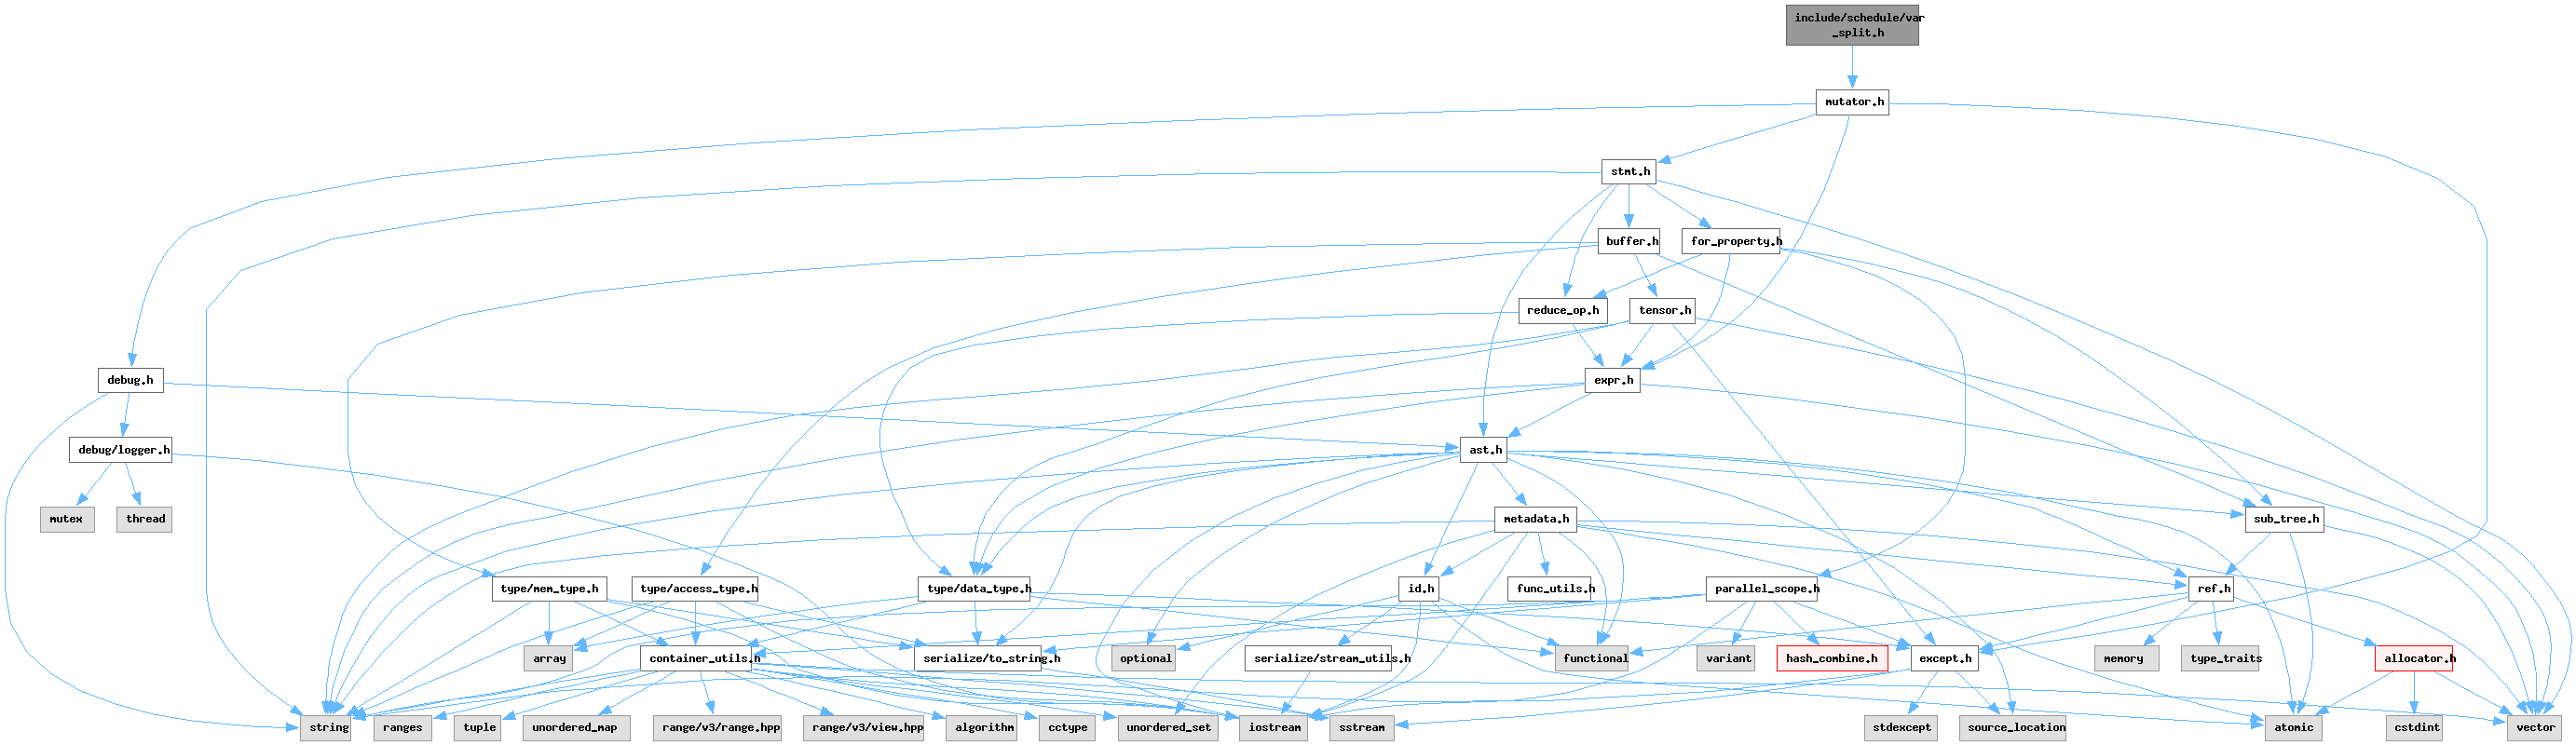 include/schedule/var
_split.h
mutator.h
stmt.h
buffer.h
for_property.h
reduce_op.h
tensor.h
debug.h
expr.h
debug/logger.h
ast.h
mutex
thread
metadata.h
sub_tree.h
type/mem_type.h
type/access_type.h
type/data_type.h
id.h
func_utils.h
parallel_scope.h
ref.h
array
container_utils.h
serialize/to_string.h
optional
serialize/stream_utils.h
functional
variant
hash_combine.h
except.h
memory
type_traits
allocator.h
string
ranges
tuple
unordered_map
range/v3/range.hpp
range/v3/view.hpp
algorithm
cctype
unordered_set
iostream
sstream
stdexcept
source_location
atomic
cstdint
vector